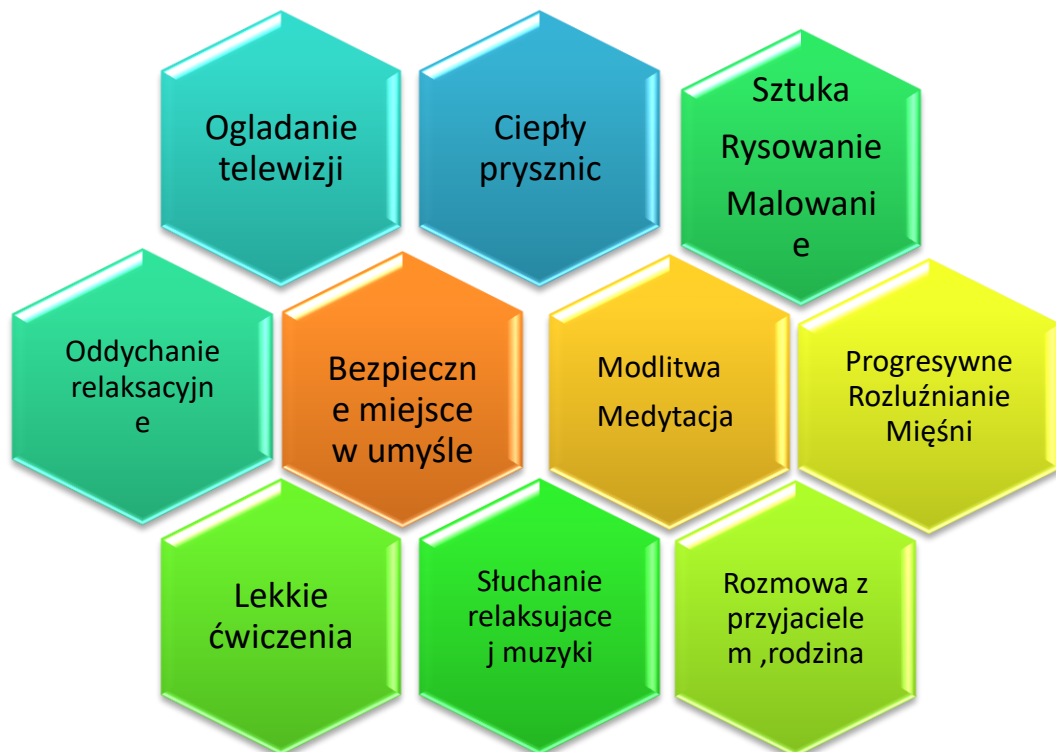 Ogladanie
telewizji
Ciepły
prysznic
Sztuka
Rysowanie
Malowani
e
Oddychanie
relaksacyjn
e
Bezpieczn
e miejsce
w umyśle
Modlitwa
Medytacja
Progresywne
Rozluźnianie
Mięśni
Lekkie
ćwiczenia
Słuchanie
relaksujace
j muzyki
Rozmowa z
przyjaciele
m ,rodzina